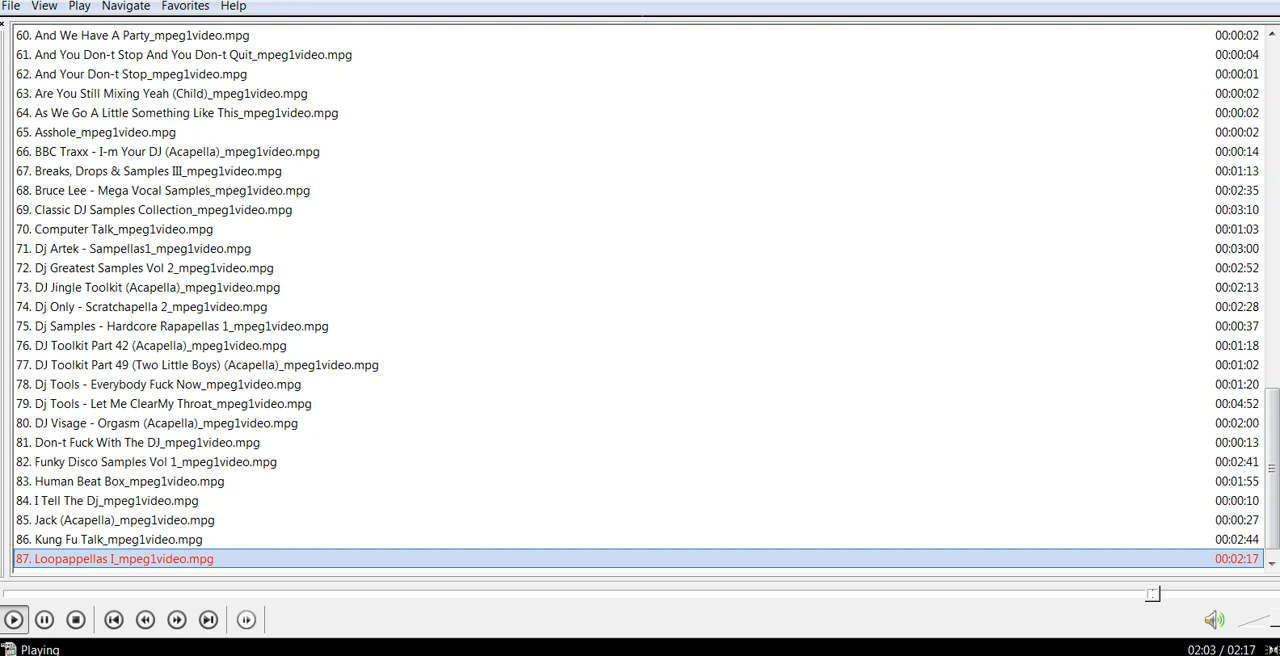 File View Play Navigate Favorites Help
60. And We Have A Party_mpeg1video.mpg 00:00:02
61. And You Don-t Stop And You Don-t Quit_mpeg1video.mpg 00:00:04
62. And Your Don-t Stop_mpeg1video.mpg 00:00:01
63. Are You Still Mixing Yeah (Child)_mpeg1video.mpg 00:00:02
64. As We Go A Little Something Like This_mpeg1video.mpg 00:00:02
65. Asshole_mpeg1video.mpg 00:00:02
66. BBC Traxx - I-m Your DJ (Acapella)_mpeg1video.mpg 00:00:14
67. Breaks, Drops & Samples III_mpeg1video.mpg 00:01:13
68. Bruce Lee - Mega Vocal Samples_mpeg1video.mpg 00:02:35
69. Classic DJ Samples Collection_mpeg1video.mpg 00:03:10
70. Computer Talk_mpeg1video.mpg 00:01:03
71. Dj Artek - Sampellas1_mpeg1video.mpg 00:03:00
72. Dj Greatest Samples Vol 2_mpeg1video.mpg 00:02:52
73. DJ Jingle Toolkit (Acapella)_mpeg1video.mpg 00:02:13
74. Dj Only - Scratchapella 2_mpeg1video.mpg 00:02:28
75. Dj Samples - Hardcore Rapapellas 1_mpeg1video.mpg 00:00:37
76. DJ Toolkit Part 42 (Acapella)_mpeg1video.mpg 00:01:18
77. DJ Toolkit Part 49 (Two Little Boys) (Acapella)_mpeg1video.mpg 00:01:02
78. Dj Tools - Everybody Fuck Now_mpeg1video.mpg 00:01:20
79. Dj Tools - Let Me ClearMy Throat_mpeg1video.mpg 00:04:52
80. DJ Visage - Orgasm (Acapella)_mpeg1video.mpg 00:02:00
81. Don-t Fuck With The DJ_mpeg1video.mpg 00:00:13
82. Funky Disco Samples Vol 1_mpeg1video.mpg 00:02:41
83. Human Beat Box_mpeg1video.mpg 00:01:55
84. I Tell The Dj_mpeg1video.mpg 00:00:10
85. Jack (Acapella)_mpeg1video.mpg 00:00:27
86. Kung Fu Talk_mpeg1video.mpg 00:02:44
87. Loopappellas I_mpeg1video.mpg 00:02:17
Playing 02:03 / 02:17